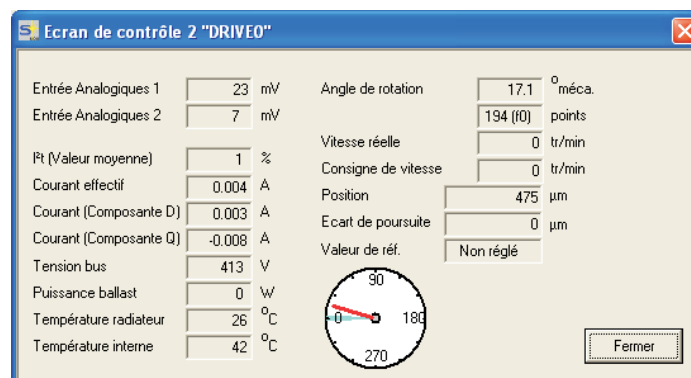 Ecran de contrôle 2 "DRIVE0"
Entrée Analogiques 1 23 mV
Entrée Analogiques 2 7 mV
I²t (Valeur moyenne) 1 %
Courant effectif 0.004 A
Courant (Composante D) 0.003 A
Courant (Composante Q) -0.008 A
Tension bus 413 V
Puissance ballast 0 W
Température radiateur 26 °C
Température interne 42 °C
Angle de rotation 17.1 °méca.
194 (f0) points
Vitesse réelle 0 tr/min
Consigne de vitesse 0 tr/min
Position 475 µm
Ecart de poursuite 0 µm
Valeur de réf. Non réglé
90
0 180
270
Fermer